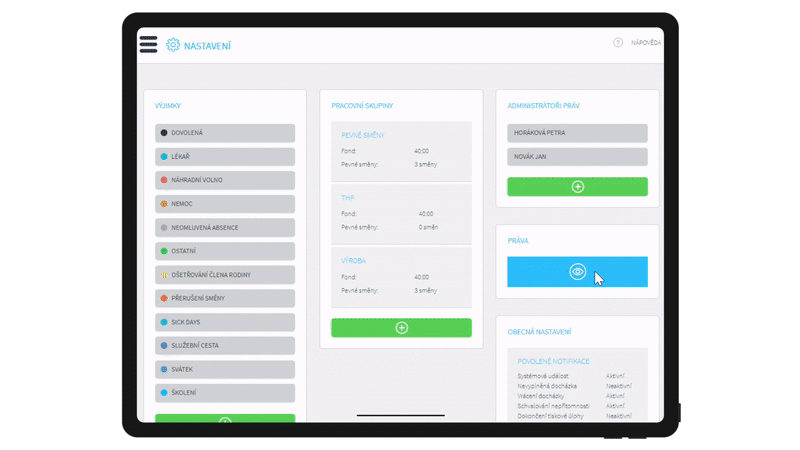 NASTAVENÍ
?
NÁPOVĚDA
VÝJIMKY
DOVOLENÁ
LÉKAŘ
NÁHRADNÍ VOLNO
NEMOC
NEOMLUVENÁ ABSENCE
OSTATNÍ
OŠETŘOVÁNÍ ČLENA RODINY
PŘERUŠENÍ SMĚNY
SICK DAYS
SLUŽEBNÍ CESTA
SVÁTEK
ŠKOLENÍ
PRACOVNÍ SKUPINY
PEVNÉ SMĚNY
Fond: 40:00
Pevné směny: 3 směny
THP
Fond: 40:00
Pevné směny: 0 směn
VÝROBA
Fond: 40:00
Pevné směny: 3 směny
ADMINISTRÁTOŘI PRÁV
HORÁKOVÁ PETRA
NOVÁK JAN
PRÁVA
OBECNÁ NASTAVENÍ
POVOLENÉ NOTIFIKACE
Systémové událost Aktivní
Nevyplněná docházka Neaktivní
Vrácení docházky Aktivní
Schvalování nepřítomnosti Aktivní
Dokončení tiskové úlohy Neaktivní